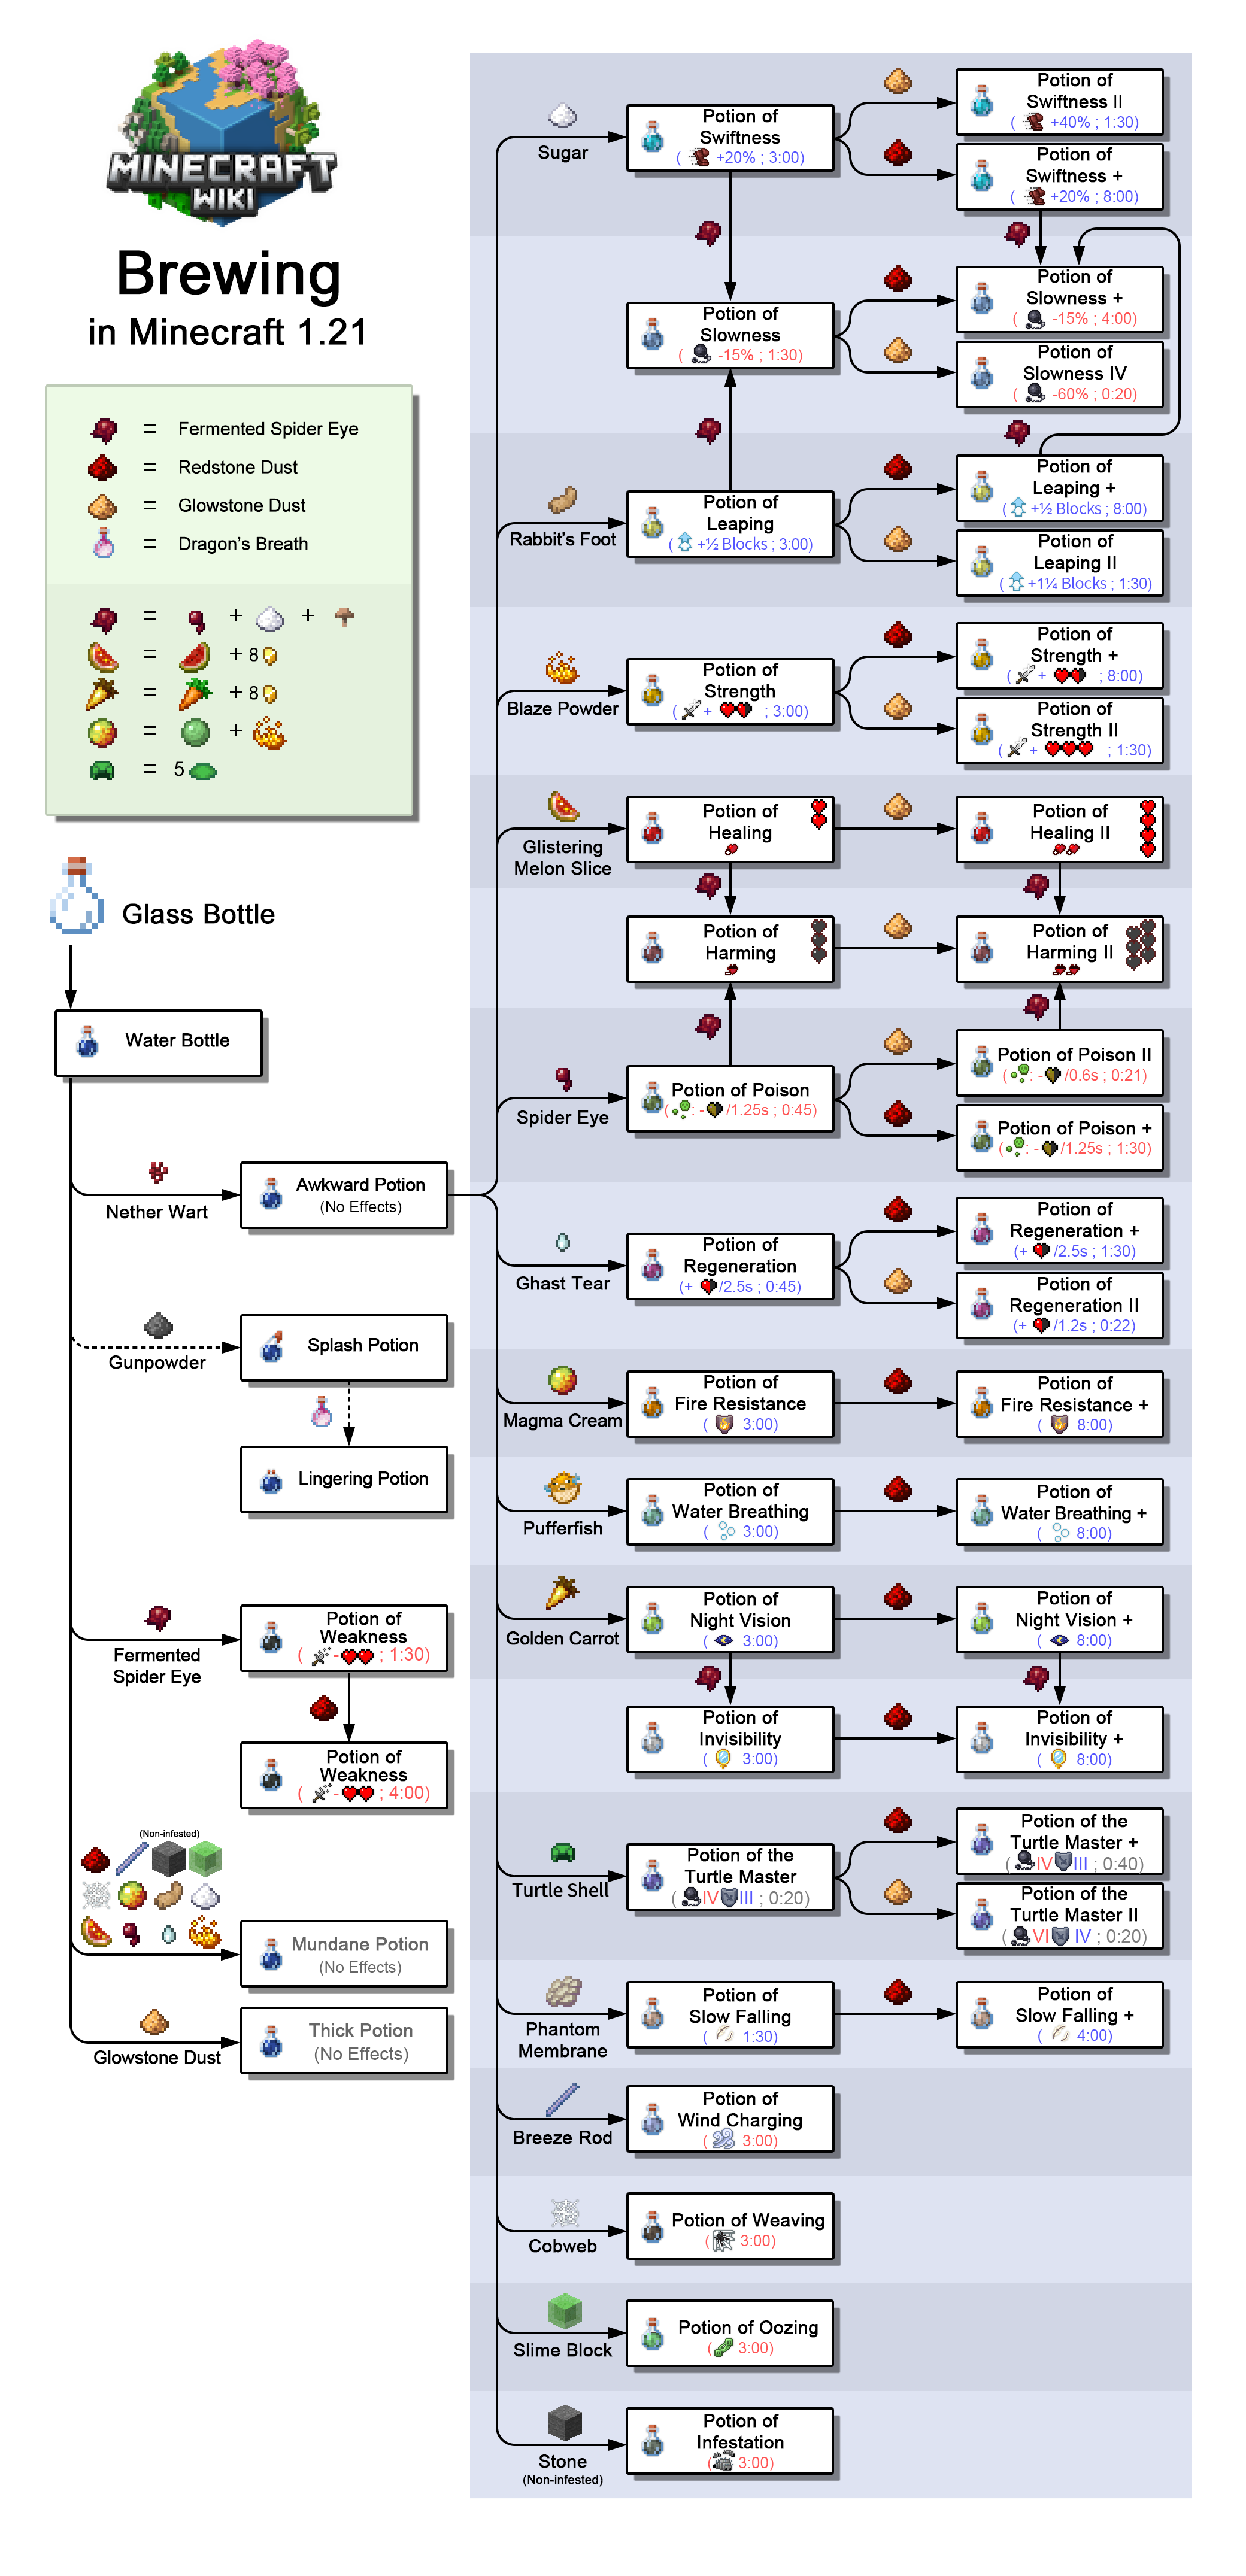 MINECRAFT
WIKI
Brewing
in Minecraft 1.21
= Fermented Spider Eye
= Redstone Dust
= Glowstone Dust
= Dragon's Breath
= + +
= + 8
= + 8
= +
= 5
Glass Bottle
Water Bottle
Nether Wart
Awkward Potion
(No Effects)
Gunpowder
Splash Potion
Lingering Potion
Fermented
Spider Eye
Potion of
Weakness
( - ; 1:30)
Potion of
Weakness
( - ; 4:00)
(Non-infested)
Mundane Potion
(No Effects)
Glowstone Dust
Thick Potion
(No Effects)
Sugar
Potion of
Swiftness
( +20% ; 3:00)
Potion of
Swiftness II
( +40% ; 1:30)
Potion of
Swiftness +
( +20% ; 8:00)
Potion of
Slowness
( -15% ; 1:30)
Potion of
Slowness +
( -15% ; 4:00)
Potion of
Slowness IV
( -60% ; 0:20)
Rabbit's Foot
Potion of
Leaping
( +½ Blocks ; 3:00)
Potion of
Leaping +
( +½ Blocks ; 8:00)
Potion of
Leaping II
( +1¼ Blocks ; 1:30)
Blaze Powder
Potion of
Strength
( + ; 3:00)
Potion of
Strength +
( + ; 8:00)
Potion of
Strength II
( + ; 1:30)
Glistering
Melon Slice
Potion of
Healing
Potion of
Healing II
Potion of
Harming
Potion of
Harming II
Spider Eye
Potion of Poison
( : - /1.25s ; 0:45)
Potion of Poison II
( : - /0.6s ; 0:21)
Potion of Poison +
( : - /1.25s ; 1:30)
Ghast Tear
Potion of
Regeneration
(+ /2.5s ; 0:45)
Potion of
Regeneration +
(+ /2.5s ; 1:30)
Potion of
Regeneration II
(+ /1.2s ; 0:22)
Magma Cream
Potion of
Fire Resistance
( 3:00)
Potion of
Fire Resistance +
( 8:00)
Pufferfish
Potion of
Water Breathing
( 3:00)
Potion of
Water Breathing +
( 8:00)
Golden Carrot
Potion of
Night Vision
( 3:00)
Potion of
Night Vision +
( 8:00)
Potion of
Invisibility
( 3:00)
Potion of
Invisibility +
( 8:00)
Turtle Shell
Potion of the
Turtle Master
( IV III ; 0:20)
Potion of the
Turtle Master +
( IV III ; 0:40)
Potion of the
Turtle Master II
( VI IV ; 0:20)
Phantom
Membrane
Potion of
Slow Falling
( 1:30)
Potion of
Slow Falling +
( 4:00)
Breeze Rod
Potion of
Wind Charging
( 3:00)
Cobweb
Potion of Weaving
( 3:00)
Slime Block
Potion of Oozing
( 3:00)
Stone
(Non-infested)
Potion of
Infestation
( 3:00)